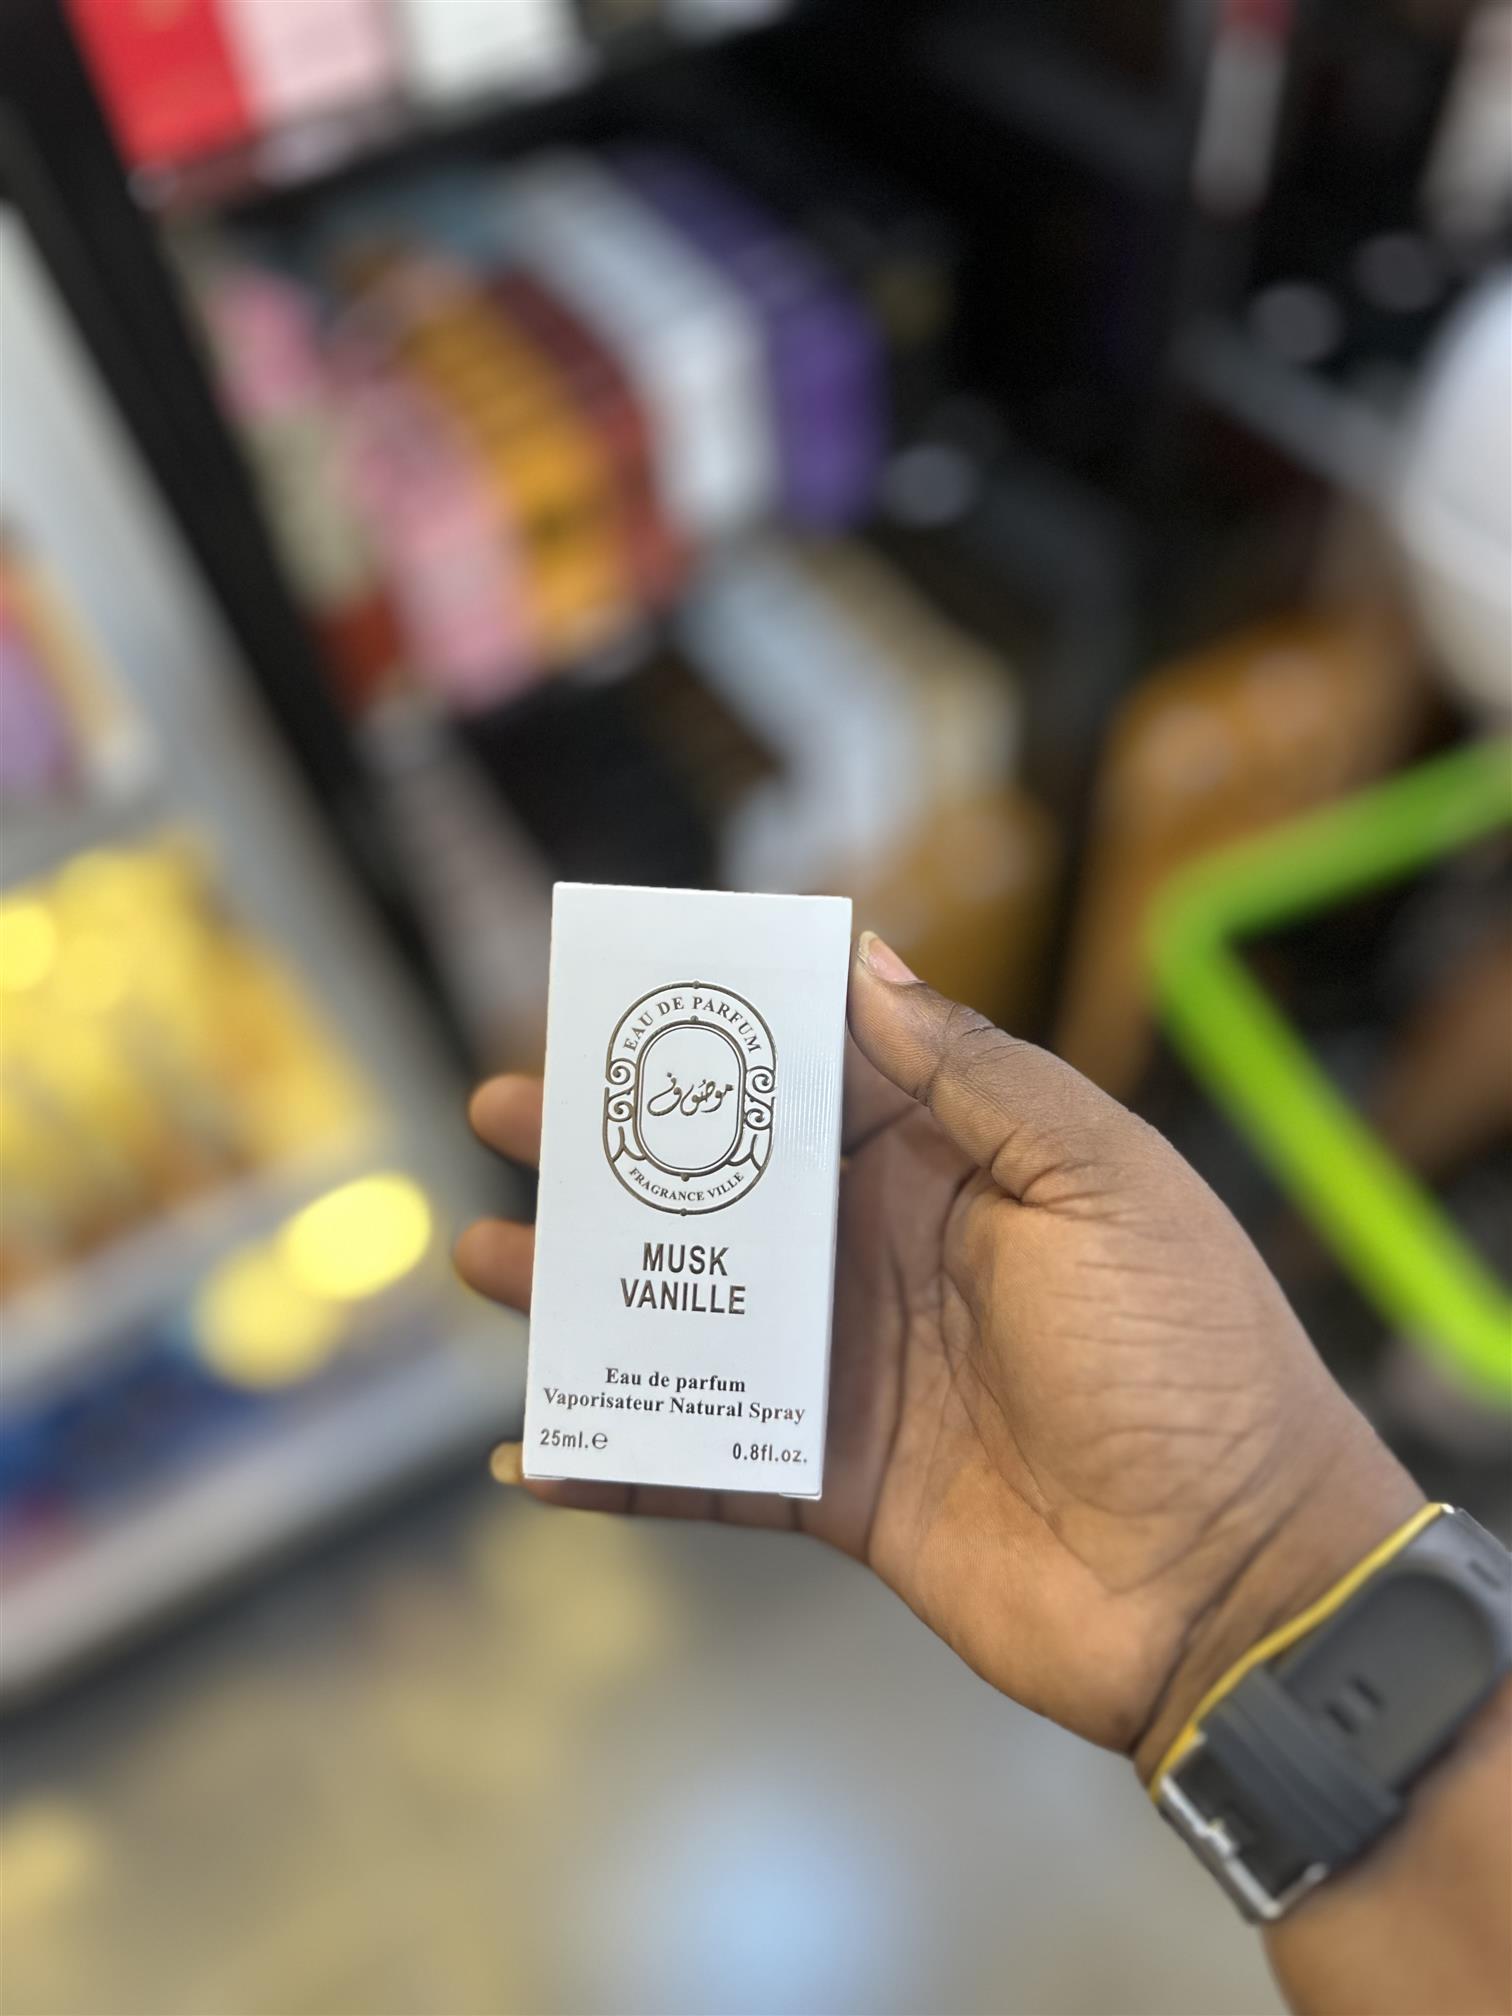 EAU DE PARFUM
موصوف
FRAGRANCE VILLE
MUSK
VANILLE
Eau de parfum
Vaporisateur Natural Spray
25ml.e 0.8fl.oz.